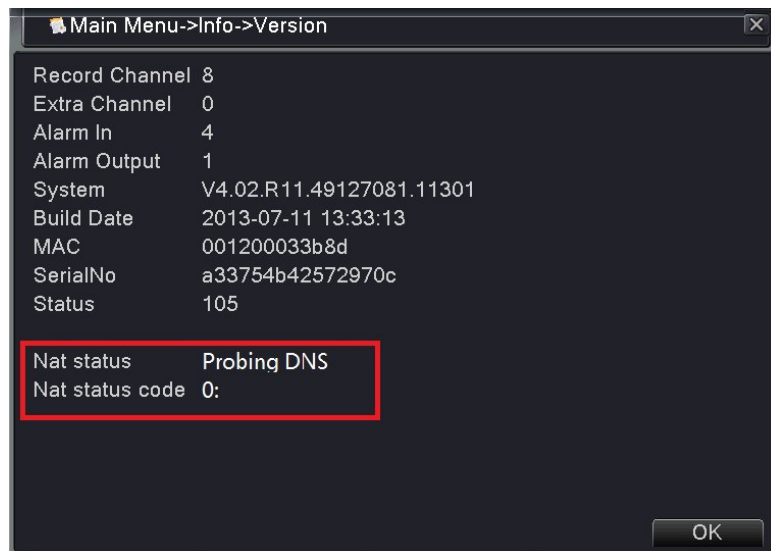 Main Menu->Info->Version
Record Channel 8
Extra Channel 0
Alarm In 4
Alarm Output 1
System V4.02.R11.49127081.11301
Build Date 2013-07-11 13:33:13
MAC 001200033b8d
SerialNo a33754b42572970c
Status 105
Nat status Probing DNS
Nat status code 0:
OK